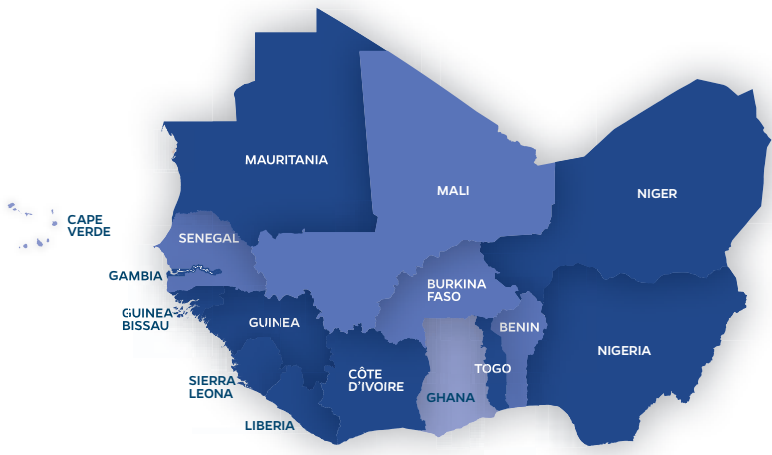 MAURITANIA
MALI
NIGER
CAPE
VERDE
SENEGAL
GAMBIA
BURKINA
FASO
GUINEA
BISSAU
GUINEA
BENIN
NIGERIA
TOGO
CÔTE
D'IVOIRE
SIERRA
LEONA
GHANA
LIBERIA